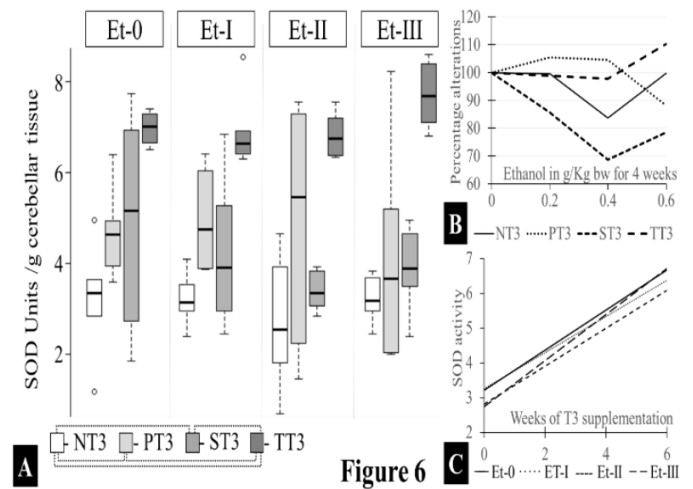 Et-0 Et-I Et-II Et-III
SOD Units /g cerebellar tissue
8
6
4
2
- NT3 - PT3 - ST3 - TT3
A
Figure 6
Percentage alterations
120
110
100
90
80
70
60
Ethanol in g/Kg bw for 4 weeks
0 0.2 0.4 0.6
B
NT3 PT3 ST3 TT3
SOD activity
7
6
5
4
3
2
Weeks of T3 supplementation
0 2 4 6
C
Et-0 ET-I Et-II Et-III